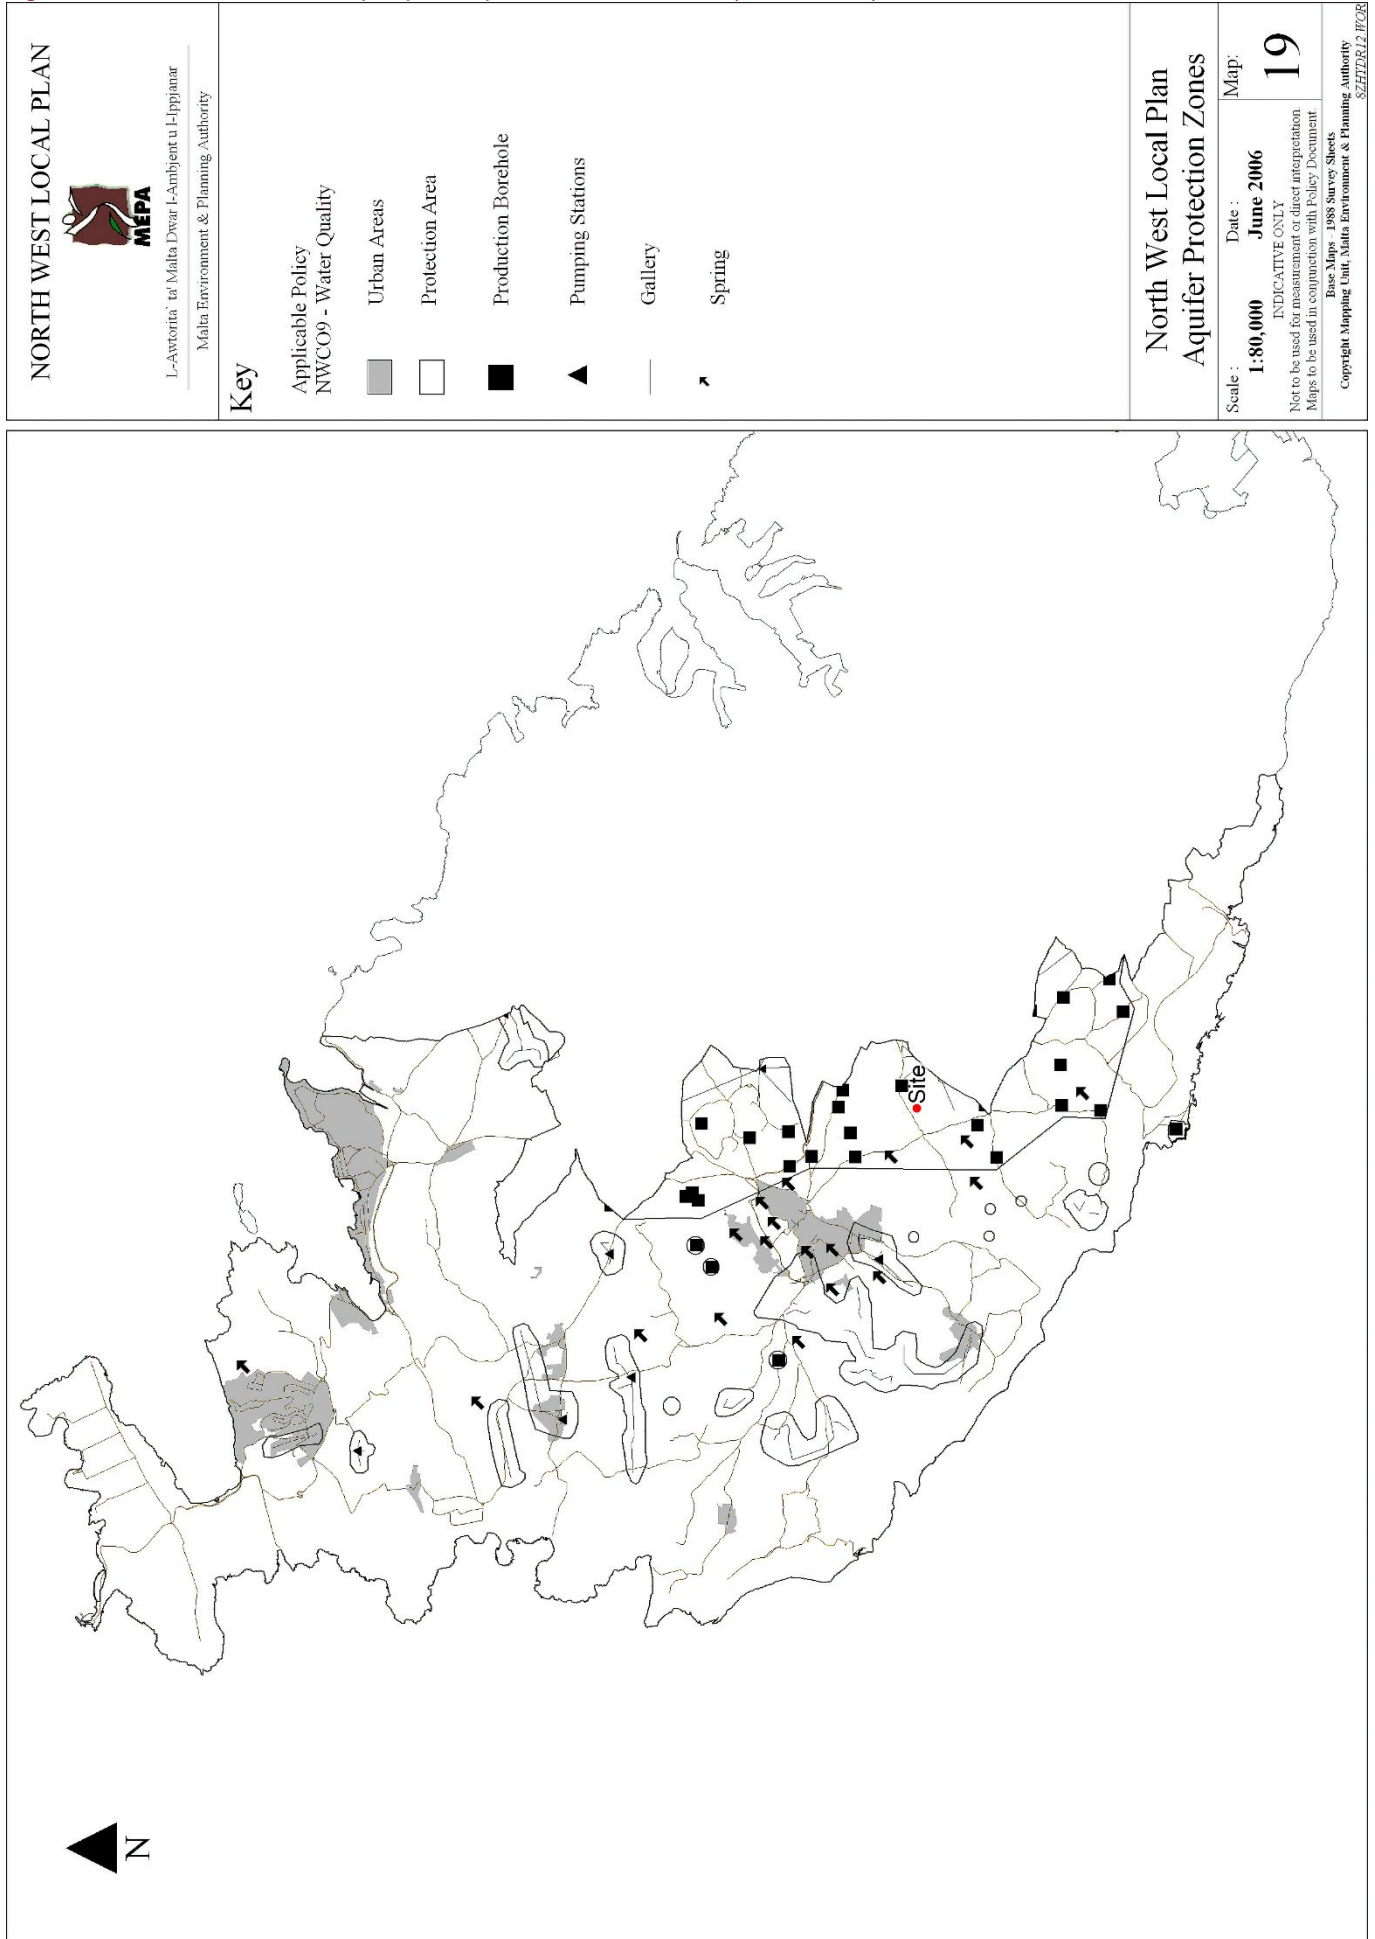 NORTH WEST LOCAL PLAN
MEPA
L-Awtorita` ta' Malta Dwar l-Ambjent u l-Ippjanar
Malta Environment & Planning Authority
Key
Applicable Policy
NWCO9 - Water Quality
Urban Areas
Protection Area
Production Borehole
Pumping Stations
Gallery
Spring
North West Local Plan
Aquifer Protection Zones
Scale :
1:80,000
Date :
June 2006
Map:
19
INDICATIVE ONLY
Not to be used for measurement or direct interpretation.
Maps to be used in conjunction with Policy Document.
Base Maps - 1988 Survey Sheets
Copyright Mapping Unit, Malta Environment & Planning Authority
Site
N